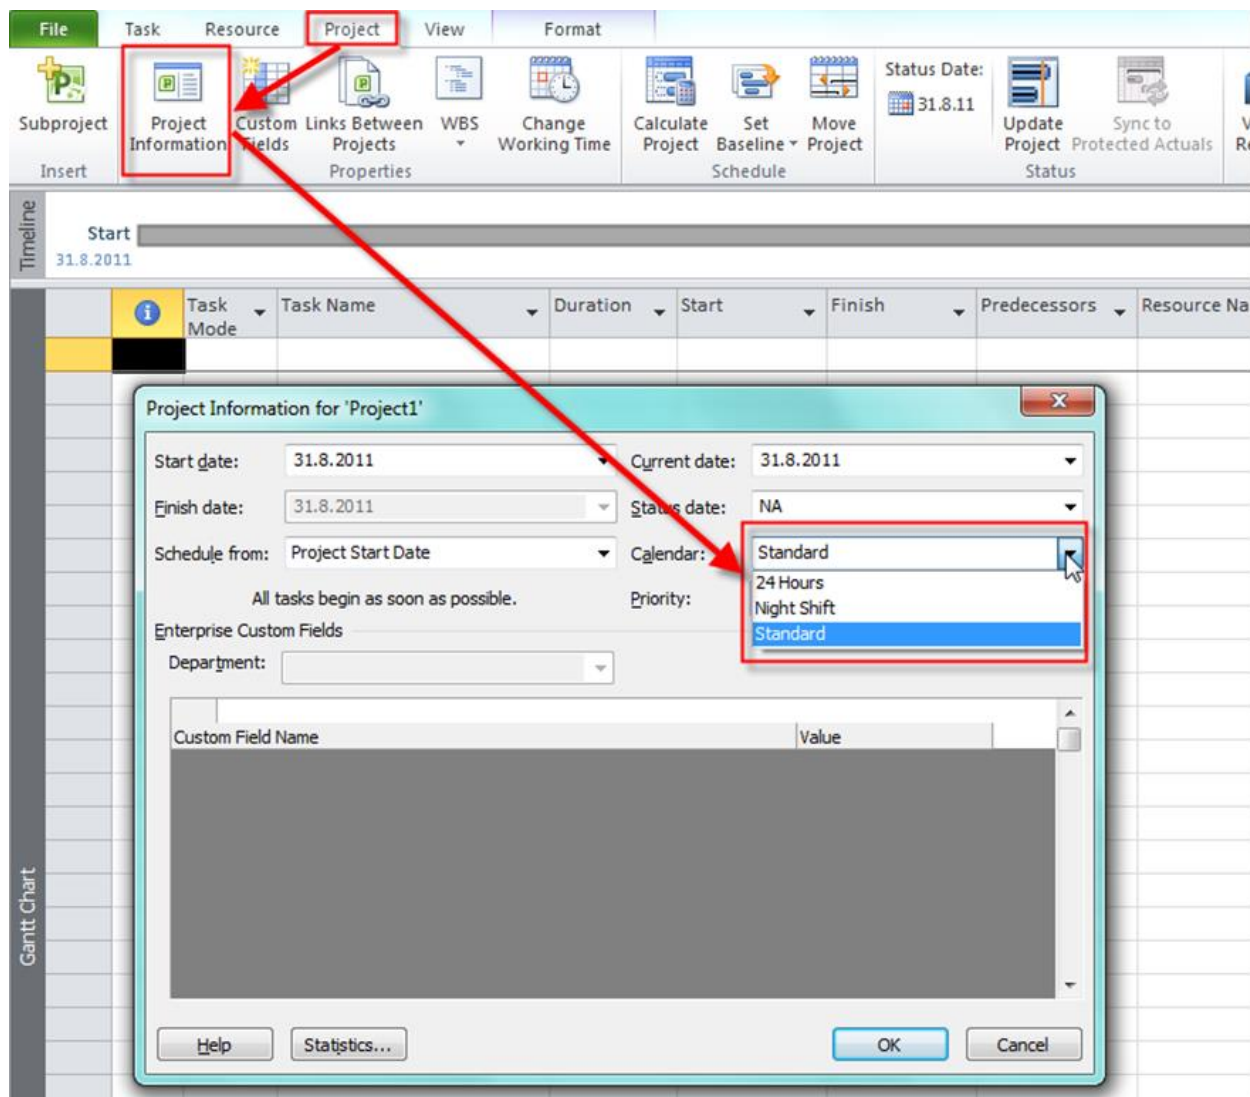 File Task Resource Project View Format
Subproject
Project Information
Custom Fields
Links Between Projects
WBS
Change Working Time
Calculate Project
Set Baseline
Move Project
Status Date:
31.8.11
Update Project
Sync to Protected Actuals
Insert Properties Schedule Status
Timeline
Start
31.8.2011
Task Mode
Task Name
Duration
Start
Finish
Predecessors
Resource Na
Gantt Chart
Project Information for 'Project1'
Start date: 31.8.2011 Current date: 31.8.2011
Finish date: 31.8.2011 Status date: NA
Schedule from: Project Start Date Calendar: Standard
24 Hours
All tasks begin as soon as possible. Priority: Night Shift
Enterprise Custom Fields Standard
Department:
Custom Field Name Value
Help Statistics... OK Cancel